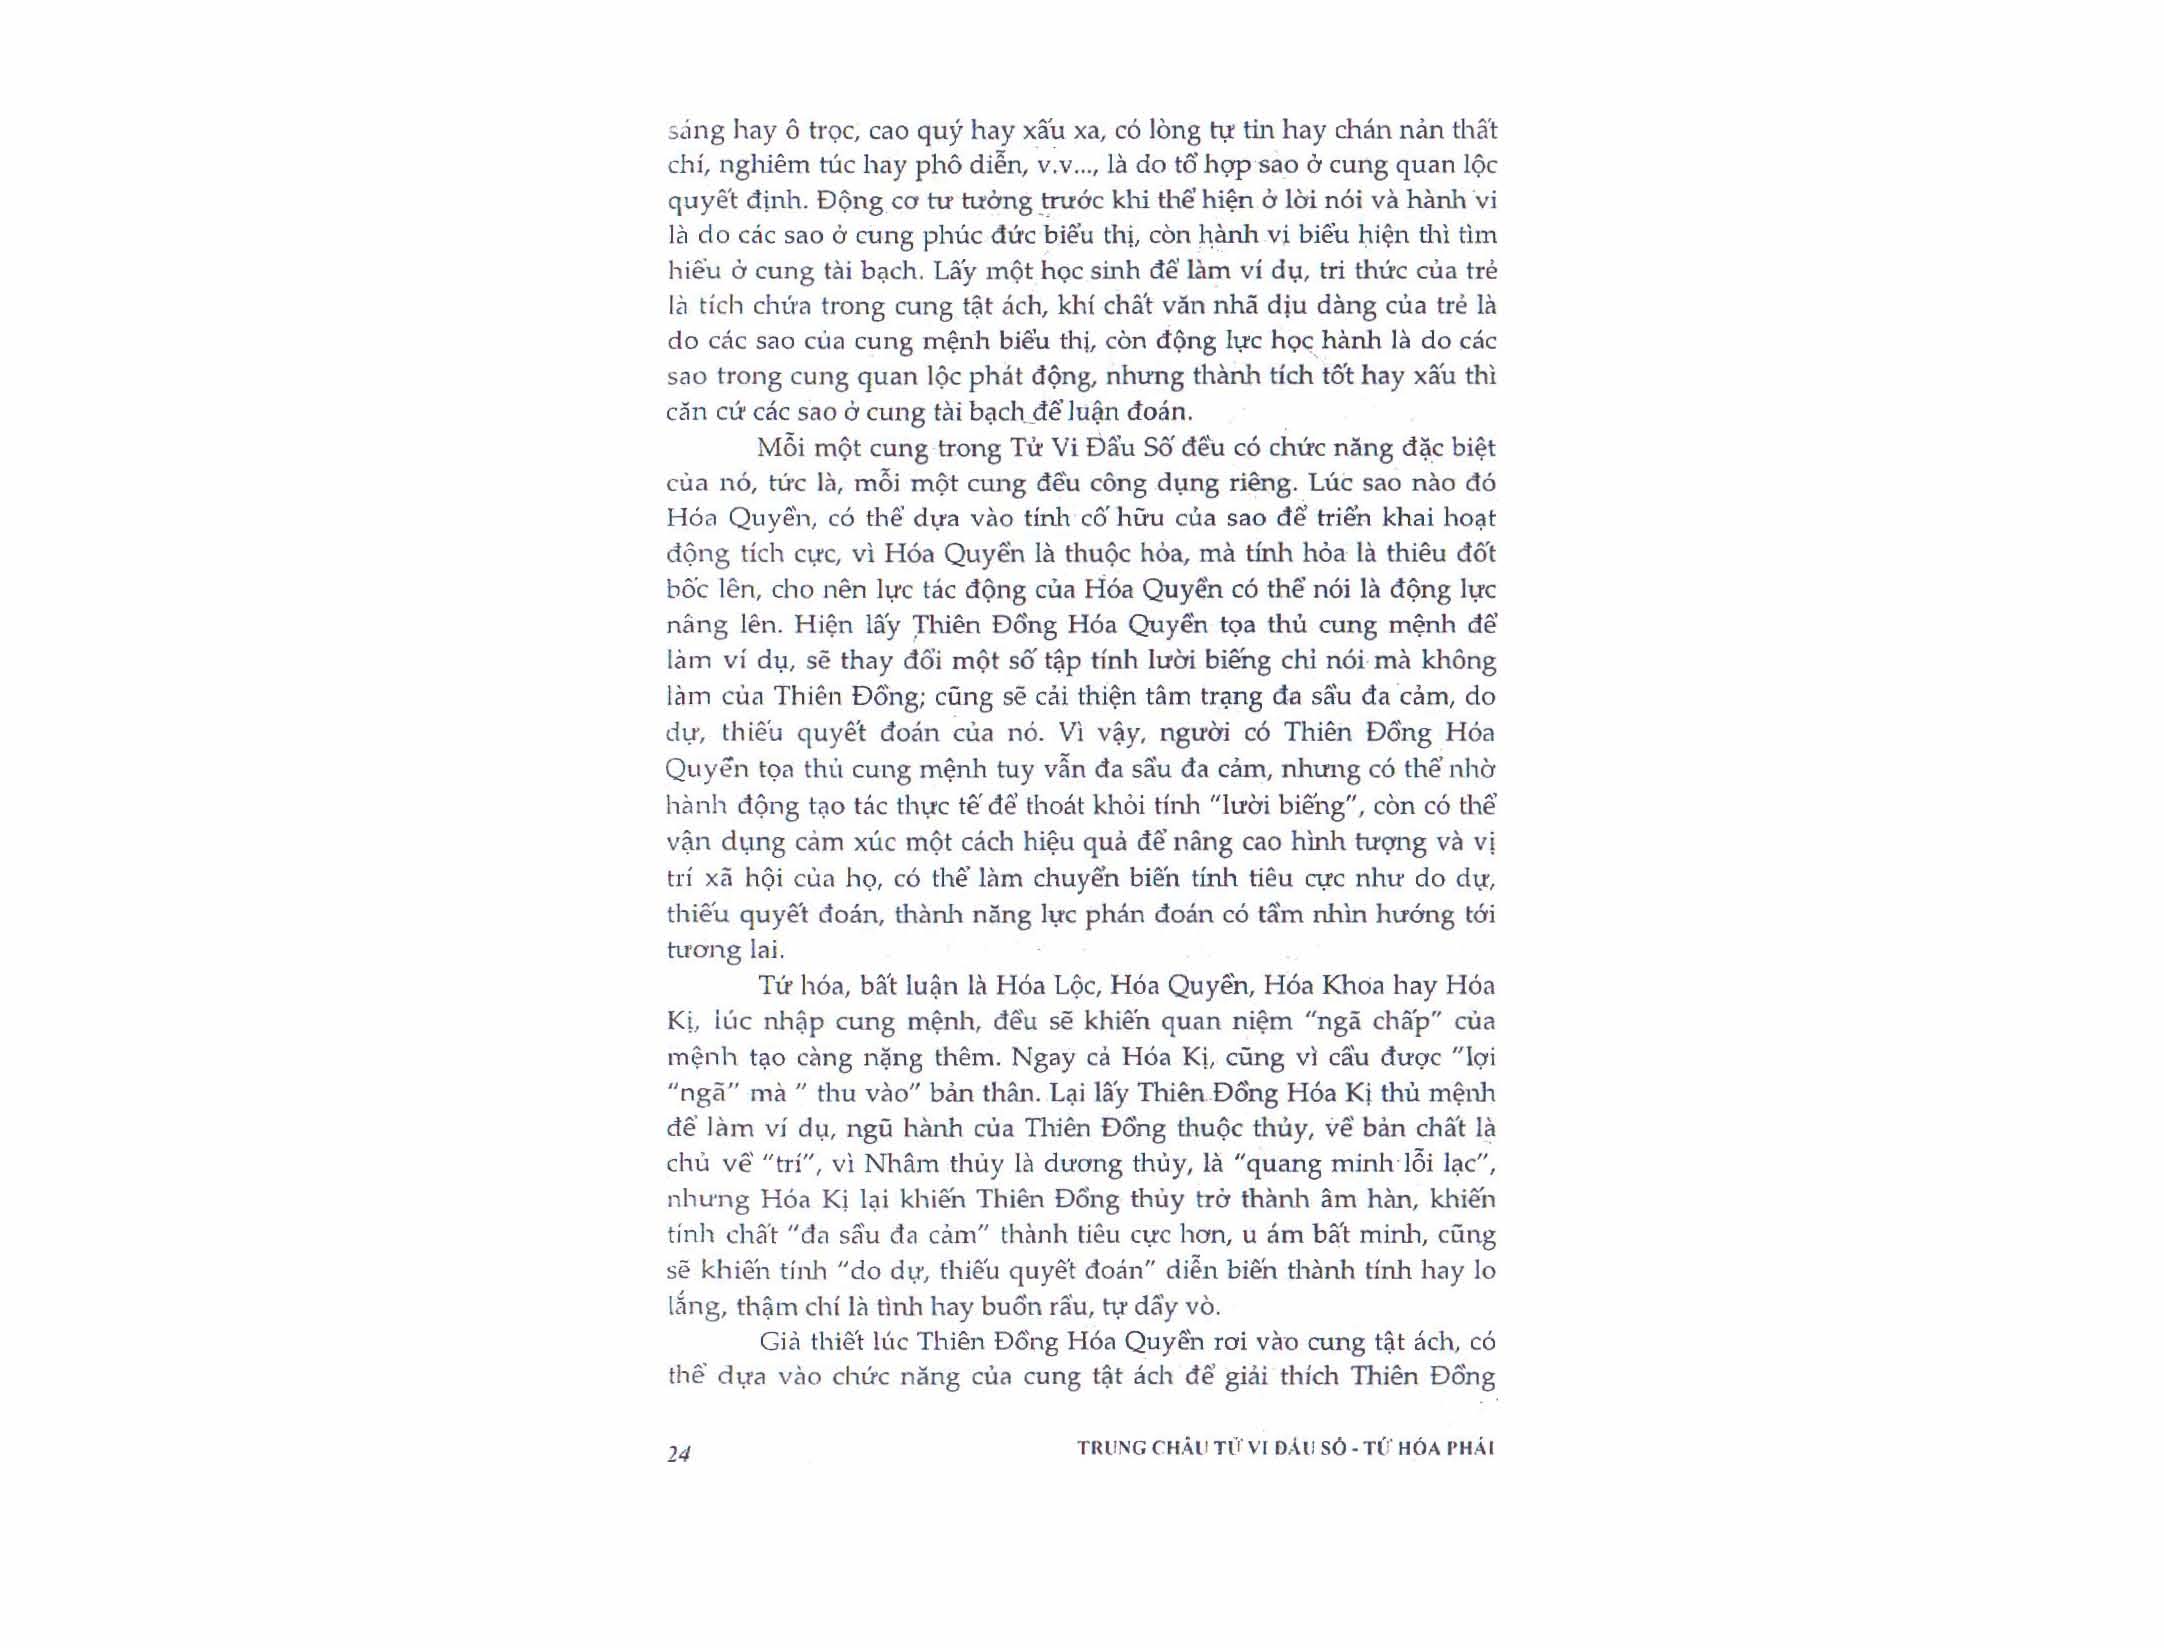 sáng hay ô trọc, cao quý hay xấu xa, có lòng tự tin hay chán nản thất
chí, nghiêm túc hay phô diễn, v.v..., là do tổ hợp sao ở cung quan lộc
quyết định. Động cơ tư tưởng trước khi thể hiện ở lời nói và hành vi
là do các sao ở cung phúc đức biểu thị, còn hành vi biểu hiện thì tìm
hiểu ở cung tài bạch. Lấy một học sinh để làm ví dụ, tri thức của trẻ
là tích chứa trong cung tật ách, khí chất văn nhã dịu dàng của trẻ là
do các sao của cung mệnh biểu thị, còn động lực học hành là do các
sao trong cung quan lộc phát động, nhưng thành tích tốt hay xấu thì
căn cứ các sao ở cung tài bạch để luận đoán.
Mỗi một cung trong Tử Vi Đẩu Số đều có chức năng đặc biệt
của nó, tức là, mỗi một cung đều công dụng riêng. Lúc sao nào đó
Hóa Quyền, có thể dựa vào tính cố hữu của sao để triển khai hoạt
động tích cực, vì Hóa Quyền là thuộc hỏa, mà tính hỏa là thiêu đốt
bốc lên, cho nên lực tác động của Hóa Quyền có thể nói là động lực
nâng lên. Hiện lấy Thiên Đồng Hóa Quyền tọa thủ cung mệnh để
làm ví dụ, sẽ thay đổi một số tập tính lười biếng chỉ nói mà không
làm của Thiên Đồng; cũng sẽ cải thiện tâm trạng đa sầu đa cảm, do
dự, thiếu quyết đoán của nó. Vì vậy, người có Thiên Đồng Hóa
Quyền tọa thủ cung mệnh tuy vẫn đa sầu đa cảm, nhưng có thể nhờ
hành động tạo tác thực tế để thoát khỏi tính "lười biếng", còn có thể
vận dụng cảm xúc một cách hiệu quả để nâng cao hình tượng và vị
trí xã hội của họ, có thể làm chuyển biến tính tiêu cực như do dự,
thiếu quyết đoán, thành năng lực phán đoán có tầm nhìn hướng tới
tương lai.
Tứ hóa, bất luận là Hóa Lộc, Hóa Quyền, Hóa Khoa hay Hóa
Kị, lúc nhập cung mệnh, đều sẽ khiến quan niệm "ngã chấp" của
mệnh tạo càng nặng thêm. Ngay cả Hóa Kị, cũng vì cầu được "lợi
"ngã" mà " thu vào" bản thân. Lại lấy Thiên Đồng Hóa Kị thủ mệnh
để làm ví dụ, ngũ hành của Thiên Đồng thuộc thủy, về bản chất là
chủ về "trí", vì Nhâm thủy là dương thủy, là "quang minh lỗi lạc",
nhưng Hóa Kị lại khiến Thiên Đồng thủy trở thành âm hàn, khiến
tính chất "đa sầu đa cảm" thành tiêu cực hơn, u ám bất minh, cũng
sẽ khiến tính "do dự, thiếu quyết đoán" diễn biến thành tính hay lo
lắng, thậm chí là tình hay buồn rầu, tự dầy vò.
Giả thiết lúc Thiên Đồng Hóa Quyền rơi vào cung tật ách, có
thể dựa vào chức năng của cung tật ách để giải thích Thiên Đồng
24 TRUNG CHÂU TỬ VI ĐẨU SỐ - TỨ HÓA PHÁI